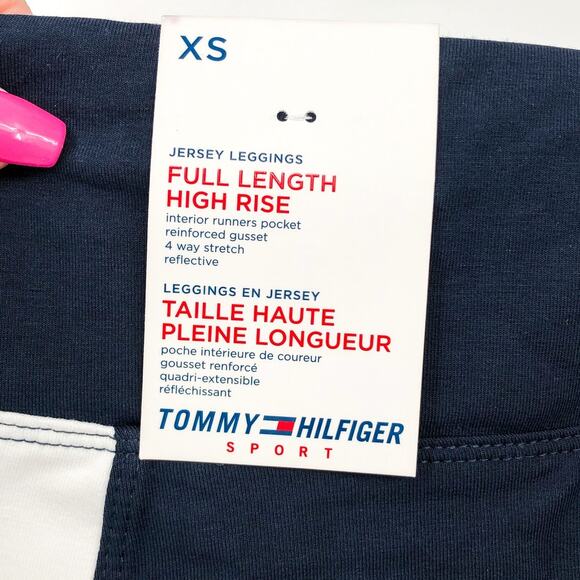 XS
JERSEY LEGGINGS
FULL LENGTH
HIGH RISE
interior runners pocket
reinforced gusset
4 way stretch
reflective
LEGGINGS EN JERSEY
TAILLE HAUTE
PLEINE LONGUEUR
poche intérieure de coureur
gousset renforcé
quadri-extensible
réfléchissant
TOMMY HILFIGER
SPORT